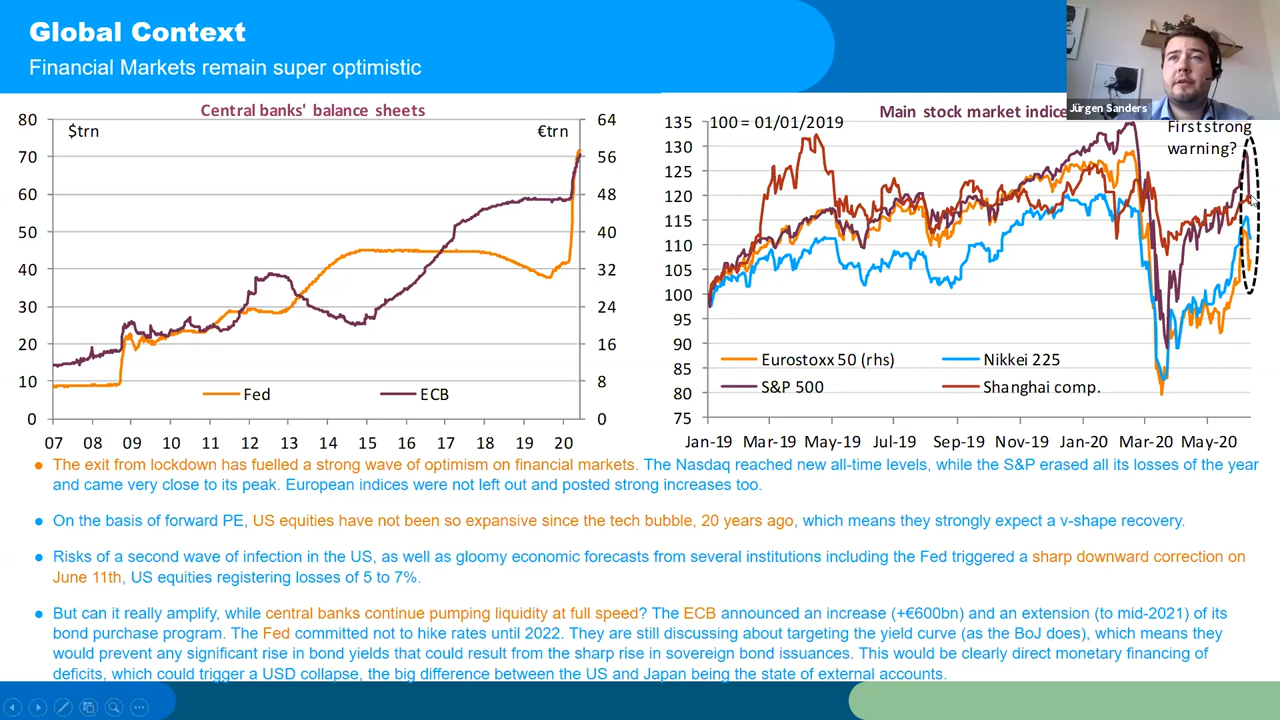 Global Context
Financial Markets remain super optimistic
Jürgen Sanders
Central banks' balance sheets
$trn
€trn
80
70
60
50
40
30
20
10
0
64
56
48
40
32
24
16
8
0
Fed
ECB
07 08 09 10 11 12 13 14 15 16 17 18 19 20
Main stock market indice
100 = 01/01/2019
First strong
warning?
135
130
125
120
115
110
105
100
95
90
85
80
75
Eurostoxx 50 (rhs)
Nikkei 225
S&P 500
Shanghai comp.
Jan-19 Mar-19 May-19 Jul-19 Sep-19 Nov-19 Jan-20 Mar-20 May-20
● The exit from lockdown has fuelled a strong wave of optimism on financial markets. The Nasdaq reached new all-time levels, while the S&P erased all its losses of the year
and came very close to its peak. European indices were not left out and posted strong increases too.
● On the basis of forward PE, US equities have not been so expensive since the tech bubble, 20 years ago, which means they strongly expect a v-shape recovery.
● Risks of a second wave of infection in the US, as well as gloomy economic forecasts from several institutions including the Fed triggered a sharp downward correction on
June 11th, US equities registering losses of 5 to 7%.
● But can it really amplify, while central banks continue pumping liquidity at full speed? The ECB announced an increase (+€600bn) and an extension (to mid-2021) of its
bond purchase program. The Fed committed not to hike rates until 2022. They are still discussing about targeting the yield curve (as the BoJ does), which means they
would prevent any significant rise in bond yields that could result from the sharp rise in sovereign bond issuances. This would be clearly direct monetary financing of
deficits, which could trigger a USD collapse, the big difference between the US and Japan being the state of external accounts.